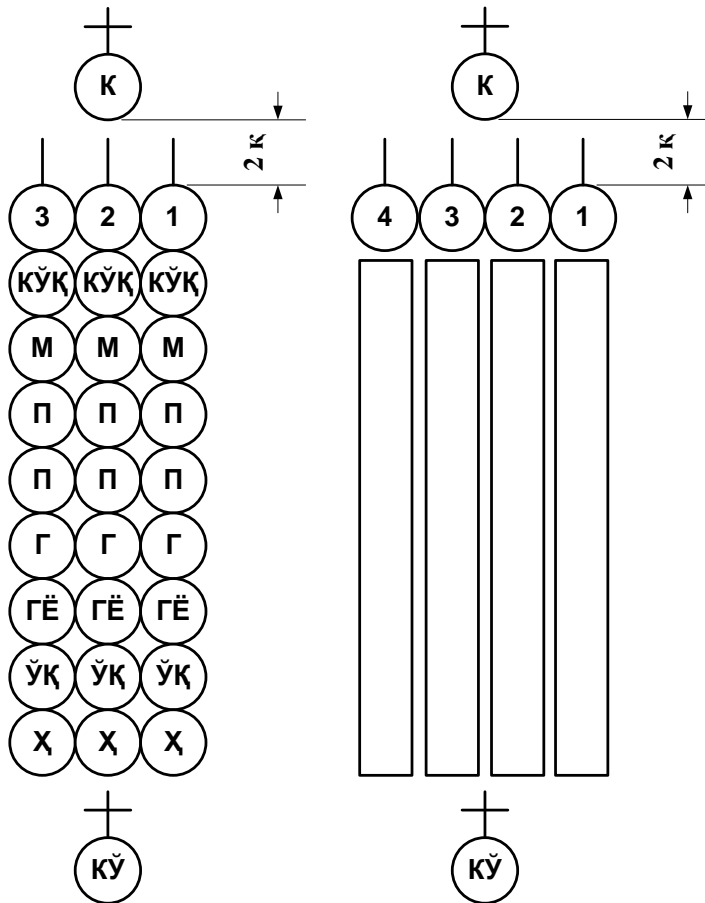 К К
2 қ 2 қ
3 2 1 4 3 2 1
КЎҚ КЎҚ КЎҚ
М М М
П П П
П П П
Г Г Г
ГЁ ГЁ ГЁ
ЎҚ ЎҚ ЎҚ
Ҳ Ҳ Ҳ
КЎ КЎ